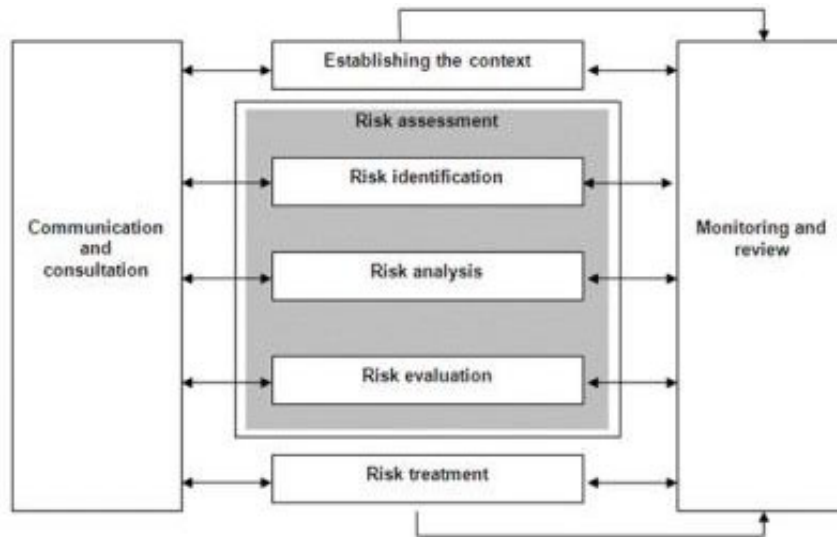 Establishing the context
Risk assessment
Risk identification
Communication
and
consultation
Monitoring and
review
Risk analysis
Risk evaluation
Risk treatment